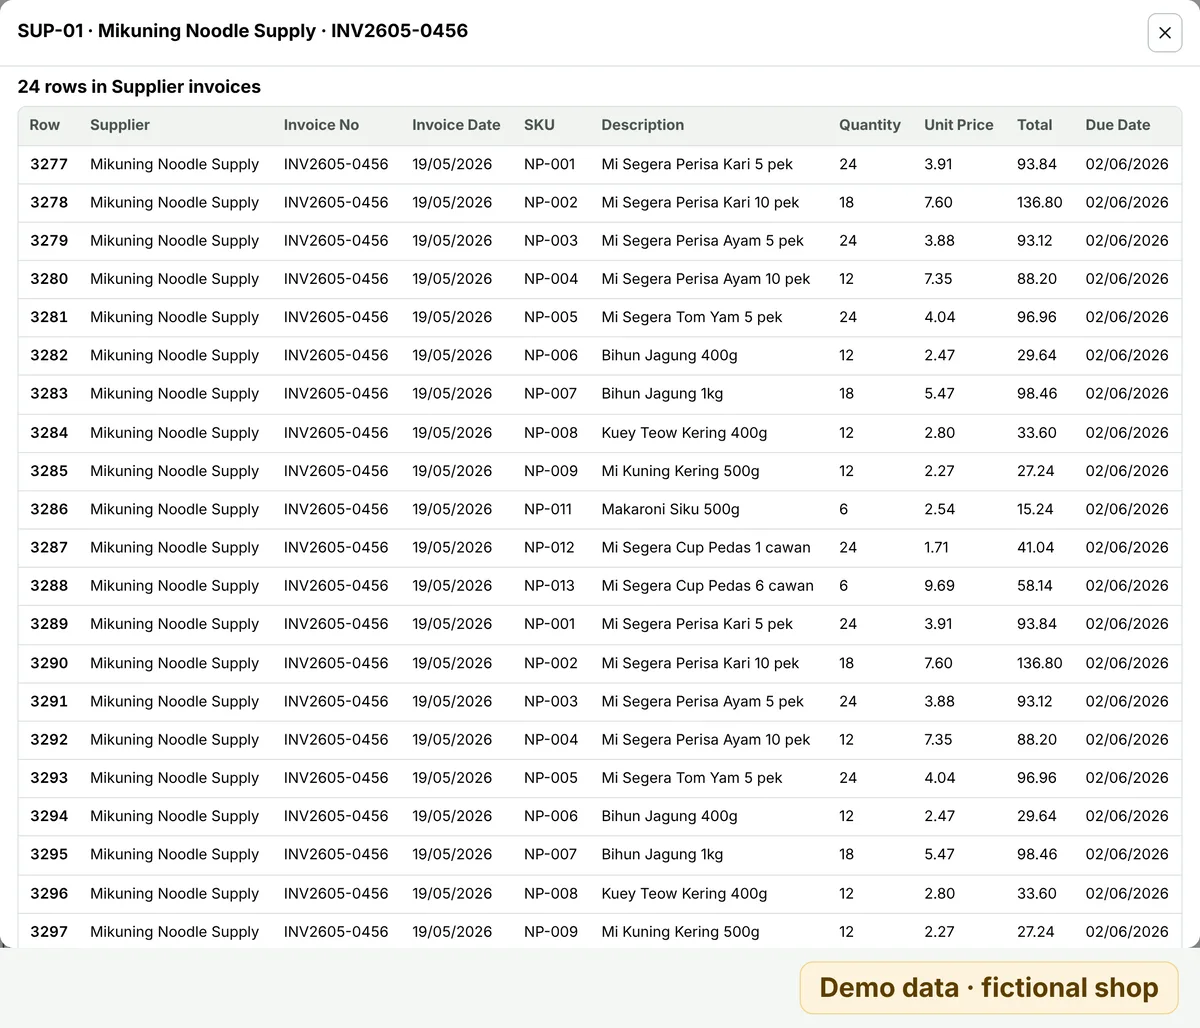 SUP-01 · Mikuning Noodle Supply · INV2605-0456
24 rows in Supplier invoices
Row Supplier Invoice No Invoice Date SKU Description Quantity Unit Price Total Due Date
3277 Mikuning Noodle Supply INV2605-0456 19/05/2026 NP-001 Mi Segera Perisa Kari 5 pek 24 3.91 93.84 02/06/2026
3278 Mikuning Noodle Supply INV2605-0456 19/05/2026 NP-002 Mi Segera Perisa Kari 10 pek 18 7.60 136.80 02/06/2026
3279 Mikuning Noodle Supply INV2605-0456 19/05/2026 NP-003 Mi Segera Perisa Ayam 5 pek 24 3.88 93.12 02/06/2026
3280 Mikuning Noodle Supply INV2605-0456 19/05/2026 NP-004 Mi Segera Perisa Ayam 10 pek 12 7.35 88.20 02/06/2026
3281 Mikuning Noodle Supply INV2605-0456 19/05/2026 NP-005 Mi Segera Tom Yam 5 pek 24 4.04 96.96 02/06/2026
3282 Mikuning Noodle Supply INV2605-0456 19/05/2026 NP-006 Bihun Jagung 400g 12 2.47 29.64 02/06/2026
3283 Mikuning Noodle Supply INV2605-0456 19/05/2026 NP-007 Bihun Jagung 1kg 18 5.47 98.46 02/06/2026
3284 Mikuning Noodle Supply INV2605-0456 19/05/2026 NP-008 Kuey Teow Kering 400g 12 2.80 33.60 02/06/2026
3285 Mikuning Noodle Supply INV2605-0456 19/05/2026 NP-009 Mi Kuning Kering 500g 12 2.27 27.24 02/06/2026
3286 Mikuning Noodle Supply INV2605-0456 19/05/2026 NP-011 Makaroni Siku 500g 6 2.54 15.24 02/06/2026
3287 Mikuning Noodle Supply INV2605-0456 19/05/2026 NP-012 Mi Segera Cup Pedas 1 cawan 24 1.71 41.04 02/06/2026
3288 Mikuning Noodle Supply INV2605-0456 19/05/2026 NP-013 Mi Segera Cup Pedas 6 cawan 6 9.69 58.14 02/06/2026
3289 Mikuning Noodle Supply INV2605-0456 19/05/2026 NP-001 Mi Segera Perisa Kari 5 pek 24 3.91 93.84 02/06/2026
3290 Mikuning Noodle Supply INV2605-0456 19/05/2026 NP-002 Mi Segera Perisa Kari 10 pek 18 7.60 136.80 02/06/2026
3291 Mikuning Noodle Supply INV2605-0456 19/05/2026 NP-003 Mi Segera Perisa Ayam 5 pek 24 3.88 93.12 02/06/2026
3292 Mikuning Noodle Supply INV2605-0456 19/05/2026 NP-004 Mi Segera Perisa Ayam 10 pek 12 7.35 88.20 02/06/2026
3293 Mikuning Noodle Supply INV2605-0456 19/05/2026 NP-005 Mi Segera Tom Yam 5 pek 24 4.04 96.96 02/06/2026
3294 Mikuning Noodle Supply INV2605-0456 19/05/2026 NP-006 Bihun Jagung 400g 12 2.47 29.64 02/06/2026
3295 Mikuning Noodle Supply INV2605-0456 19/05/2026 NP-007 Bihun Jagung 1kg 18 5.47 98.46 02/06/2026
3296 Mikuning Noodle Supply INV2605-0456 19/05/2026 NP-008 Kuey Teow Kering 400g 12 2.80 33.60 02/06/2026
3297 Mikuning Noodle Supply INV2605-0456 19/05/2026 NP-009 Mi Kuning Kering 500g 12 2.27 27.24 02/06/2026
Demo data · fictional shop